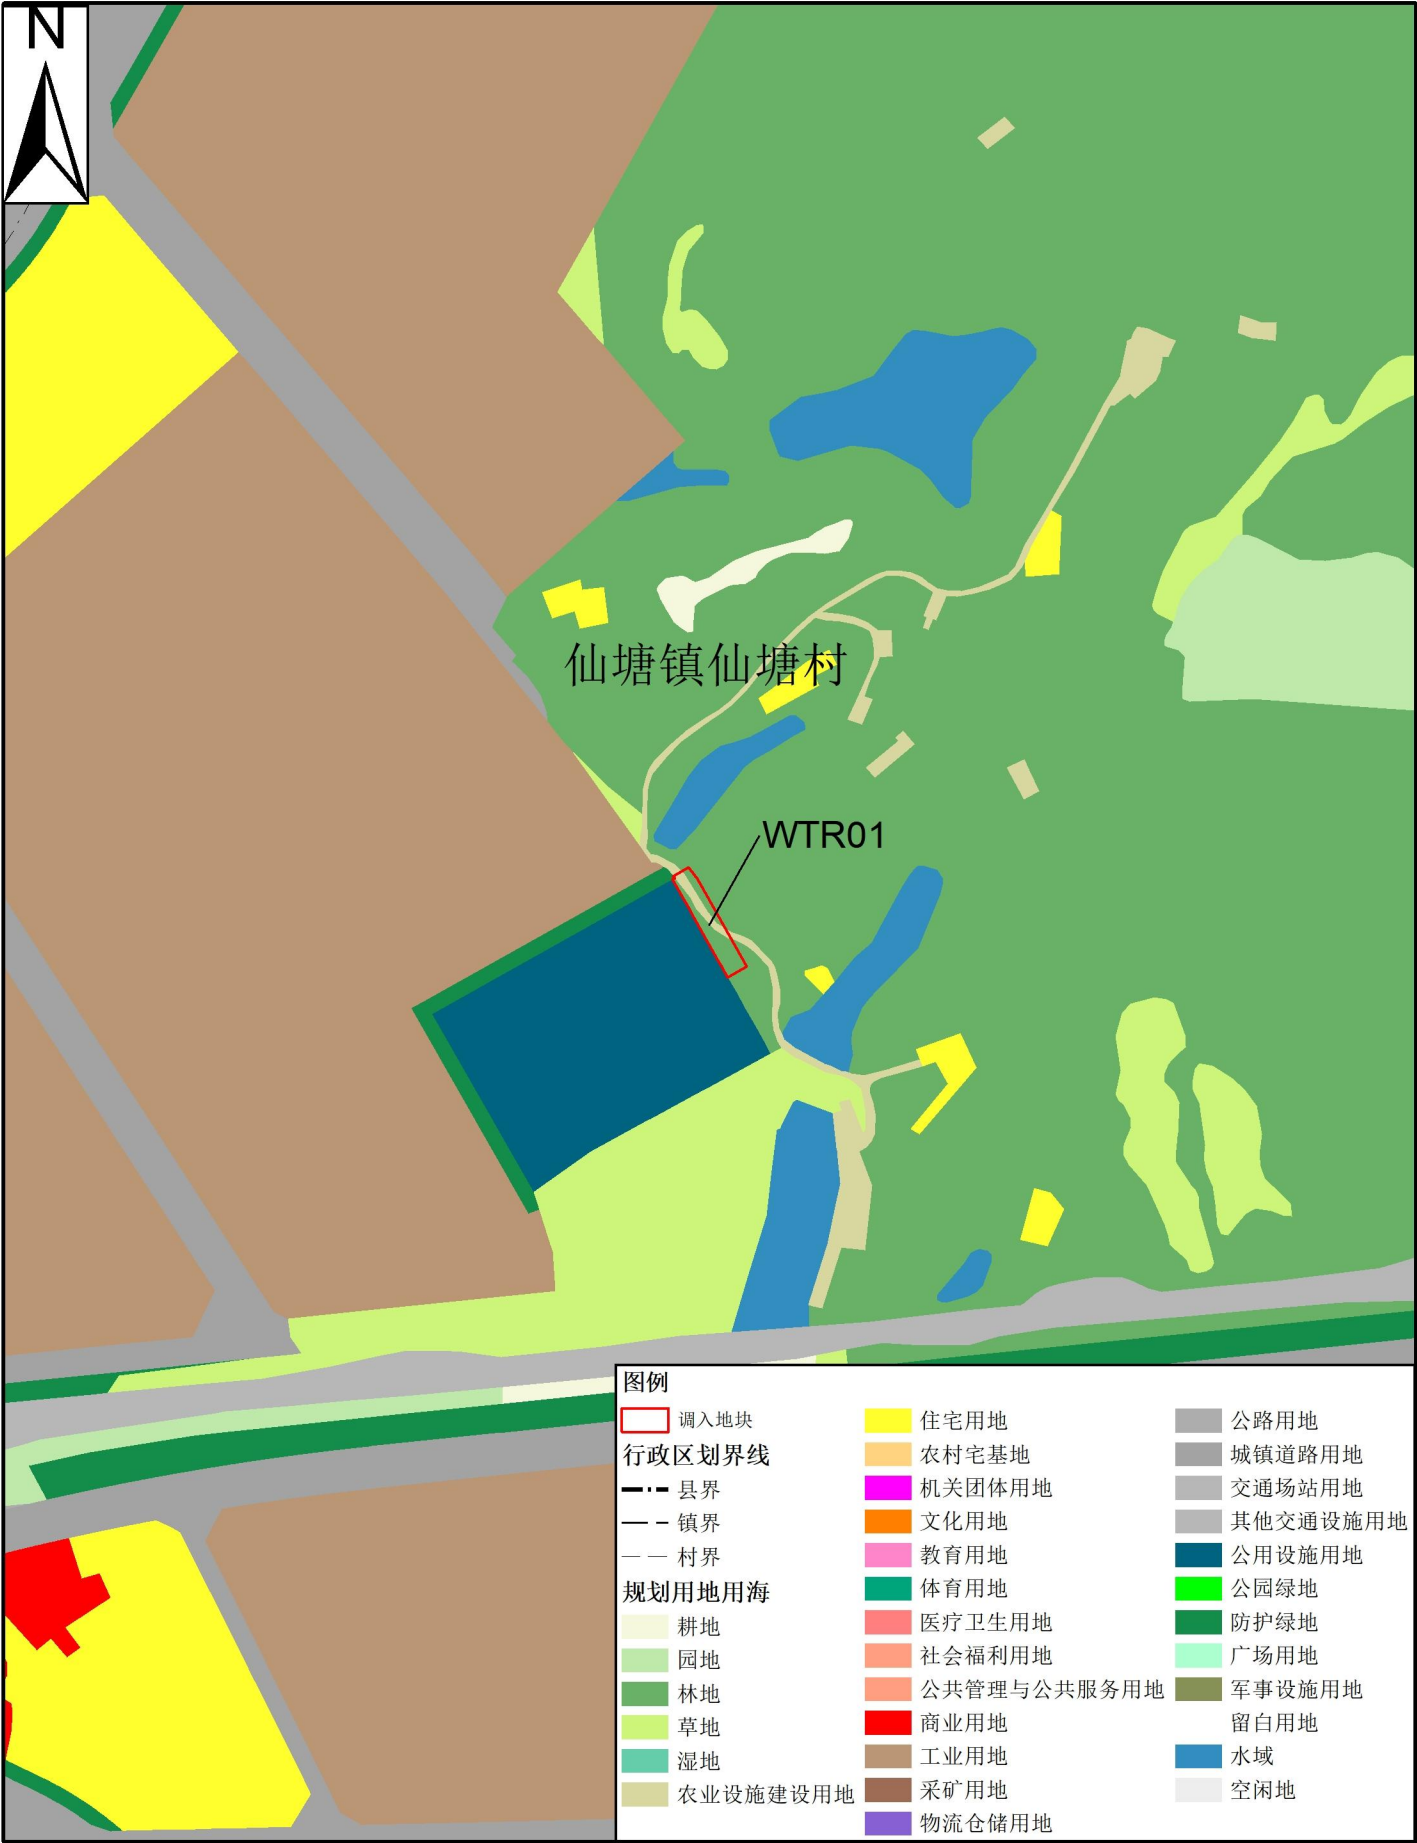 N
仙塘镇仙塘村
WTR01
图例
调入地块
行政区划界线
县界
镇界
村界
规划用地用海
耕地
园地
林地
草地
湿地
农业设施建设用地
住宅用地
农村宅基地
机关团体用地
文化用地
教育用地
体育用地
医疗卫生用地
社会福利用地
公共管理与公共服务用地
商业用地
工业用地
采矿用地
物流仓储用地
公路用地
城镇道路用地
交通场站用地
其他交通设施用地
公用设施用地
公园绿地
防护绿地
广场用地
军事设施用地
留白用地
水域
空闲地